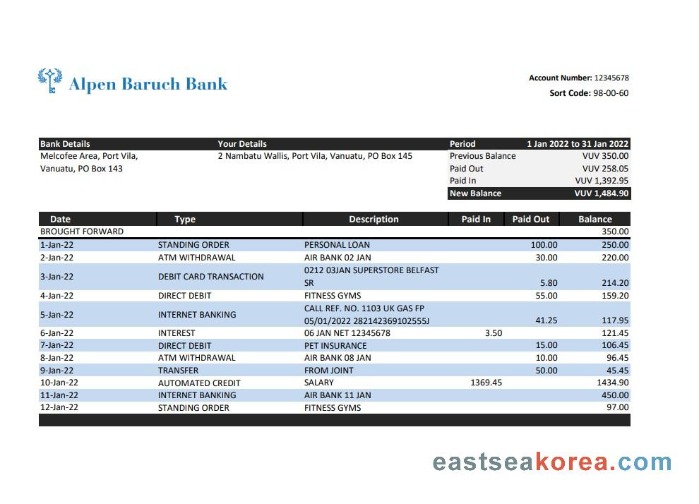 Alpen Baruch Bank
Account Number: 12345678
Sort Code: 98-00-60
Bank Details Your Details Period 1 Jan 2022 to 31 Jan 2022
Melcofee Area, Port Vila, 2 Nambatu Wallis, Port Vila, Vanuatu, PO Box 145 Previous Balance VUV 350.00
Vanuatu, PO Box 143 Paid Out VUV 258.05
Paid In VUV 1,392.95
New Balance VUV 1,484.90
Date Type Description Paid In Paid Out Balance
BROUGHT FORWARD 350.00
1-Jan-22 STANDING ORDER PERSONAL LOAN 100.00 250.00
2-Jan-22 ATM WITHDRAWAL AIR BANK 02 JAN 30.00 220.00
3-Jan-22 DEBIT CARD TRANSACTION 0212 03JAN SUPERSTORE BELFAST
SR 5.80 214.20
4-Jan-22 DIRECT DEBIT FITNESS GYMS 55.00 159.20
5-Jan-22 INTERNET BANKING CALL REF. NO. 1103 UK GAS FP
05/01/2022 282142369102555J 41.25 117.95
6-Jan-22 INTEREST 06 JAN NET 12345678 3.50 121.45
7-Jan-22 DIRECT DEBIT PET INSURANCE 15.00 106.45
8-Jan-22 ATM WITHDRAWAL AIR BANK 08 JAN 10.00 96.45
9-Jan-22 TRANSFER FROM JOINT 50.00 45.45
10-Jan-22 AUTOMATED CREDIT SALARY 1369.45 1434.90
11-Jan-22 INTERNET BANKING AIR BANK 11 JAN 450.00
12-Jan-22 STANDING ORDER FITNESS GYMS 97.00
eastseakorea.com